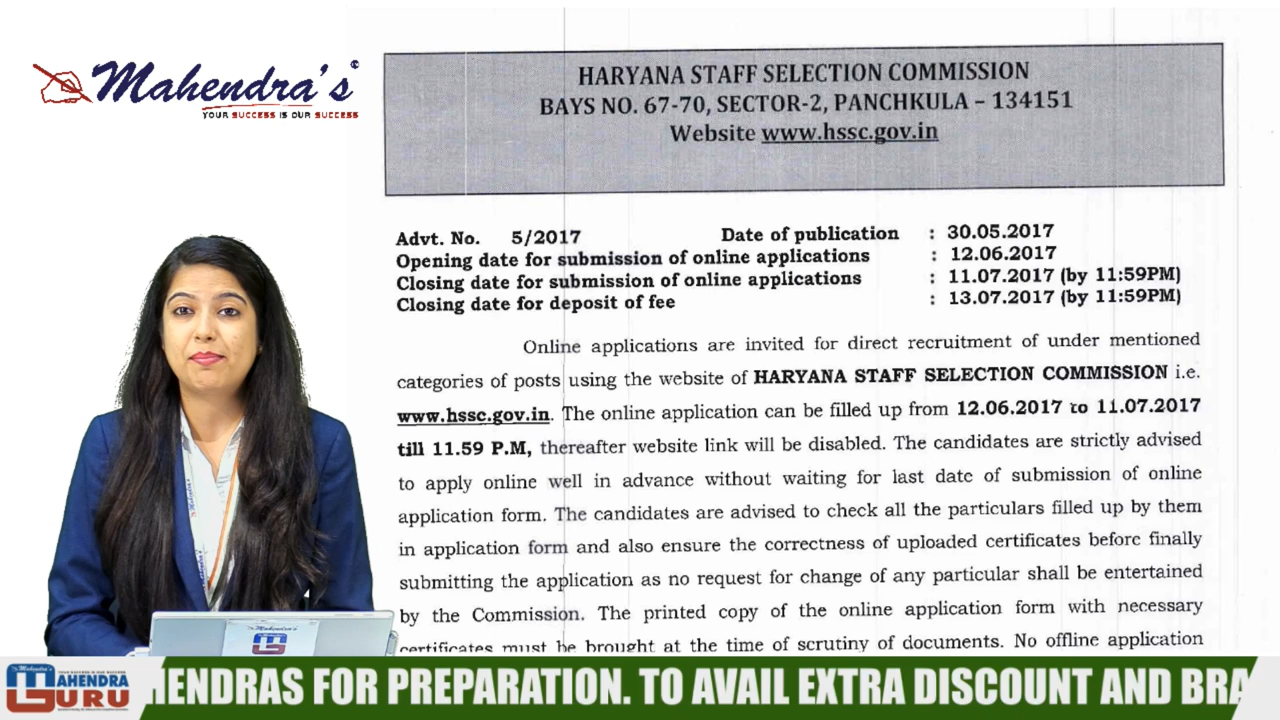 Mahendra's
YOUR SUCCESS IS OUR SUCCESS
HARYANA STAFF SELECTION COMMISSION
BAYS NO. 67-70, SECTOR-2, PANCHKULA – 134151
Website www.hssc.gov.in
Advt. No. 5/2017 Date of publication : 30.05.2017
Opening date for submission of online applications : 12.06.2017
Closing date for submission of online applications : 11.07.2017 (by 11:59PM)
Closing date for deposit of fee : 13.07.2017 (by 11:59PM)
Online applications are invited for direct recruitment of under mentioned
categories of posts using the website of HARYANA STAFF SELECTION COMMISSION i.e.
www.hssc.gov.in. The online application can be filled up from 12.06.2017 to 11.07.2017
till 11.59 P.M, thereafter website link will be disabled. The candidates are strictly advised
to apply online well in advance without waiting for last date of submission of online
application form. The candidates are advised to check all the particulars filled up by them
in application form and also ensure the correctness of uploaded certificates before finally
submitting the application as no request for change of any particular shall be entertained
by the Commission. The printed copy of the online application form with necessary
certificates must be brought at the time of scrutiny of documents. No offline application
Mahendra's
Mahendra's
MAHENDRA
GURU
HENDRAS FOR PREPARATION. TO AVAIL EXTRA DISCOUNT AND BRA